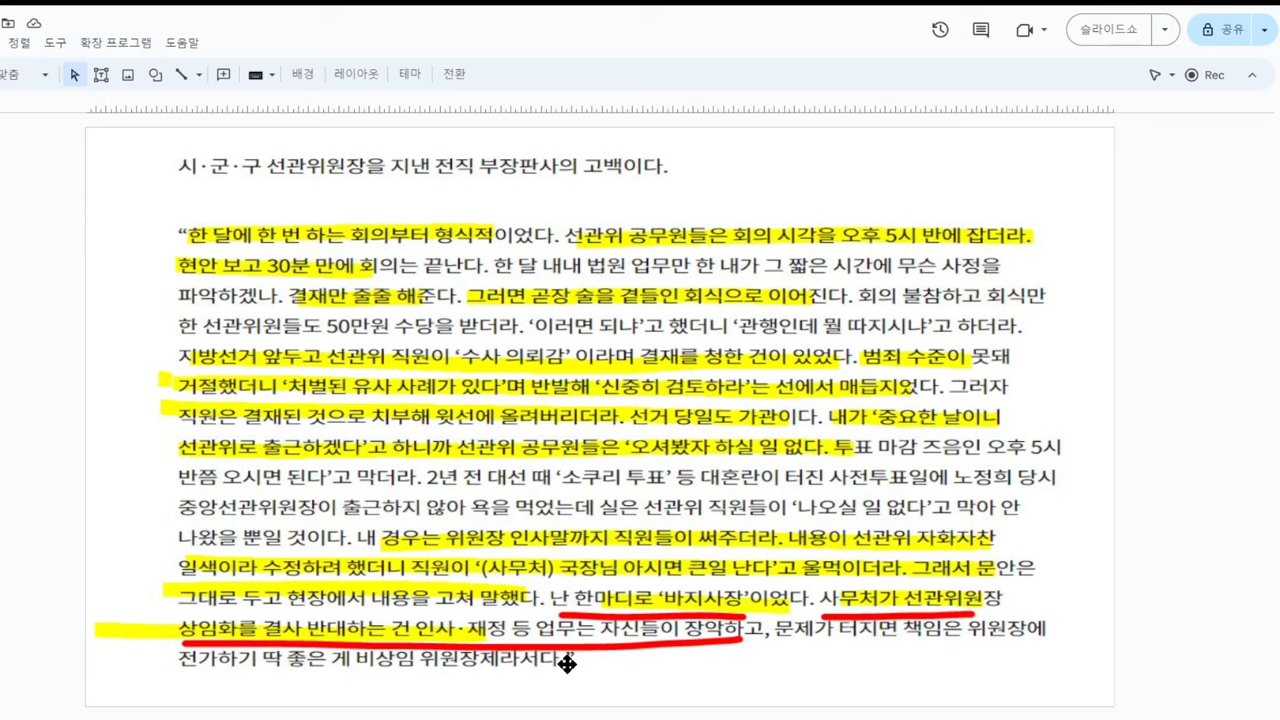 정렬 도구 확장 프로그램 도움말
슬라이드쇼
공유
맞춤
배경 레이아웃 테마 전환
Rec
시·군·구 선관위원장을 지낸 전직 부장판사의 고백이다.
“한 달에 한 번 하는 회의부터 형식적이었다. 선관위 공무원들은 회의 시각을 오후 5시 반에 잡더라.
현안 보고 30분 만에 회의는 끝난다. 한 달 내내 법원 업무만 한 내가 그 짧은 시간에 무슨 사정을
파악하겠나. 결재만 줄줄 해준다. 그러면 곧장 술을 곁들인 회식으로 이어진다. 회의 불참하고 회식만
한 선관위원들도 50만원 수당을 받더라. ‘이러면 되냐’고 했더니 ‘관행인데 뭘 따지시냐’고 하더라.
지방선거 앞두고 선관위 직원이 ‘수사 의뢰감’ 이라며 결재를 청한 건이 있었다. 범죄 수준이 못돼
거절했더니 ‘처벌된 유사 사례가 있다’며 반발해 ‘신중히 검토하라’는 선에서 매듭지었다. 그러자
직원은 결재된 것으로 치부해 윗선에 올려버리더라. 선거 당일도 가관이다. 내가 ‘중요한 날이니
선관위로 출근하겠다’고 하니까 선관위 공무원들은 ‘오셔봤자 하실 일 없다. 투표 마감 즈음인 오후 5시
반쯤 오시면 된다’고 막더라. 2년 전 대선 때 ‘소쿠리 투표’ 등 대혼란이 터진 사전투표일에 노정희 당시
중앙선관위원장이 출근하지 않아 욕을 먹었는데 실은 선관위 직원들이 ‘나오실 일 없다’고 막아 안
나왔을 뿐일 것이다. 내 경우는 위원장 인사말까지 직원들이 써주더라. 내용이 선관위 자화자찬
일색이라 수정하려 했더니 직원이 ‘(사무처) 국장님 아시면 큰일 난다’고 울먹이더라. 그래서 문안은
그대로 두고 현장에서 내용을 고쳐 말했다. 난 한마디로 ‘바지사장’이었다. 사무처가 선관위원장
상임화를 결사 반대하는 건 인사·재정 등 업무는 자신들이 장악하고, 문제가 터지면 책임은 위원장에
전가하기 딱 좋은 게 비상임 위원장제라서다.”